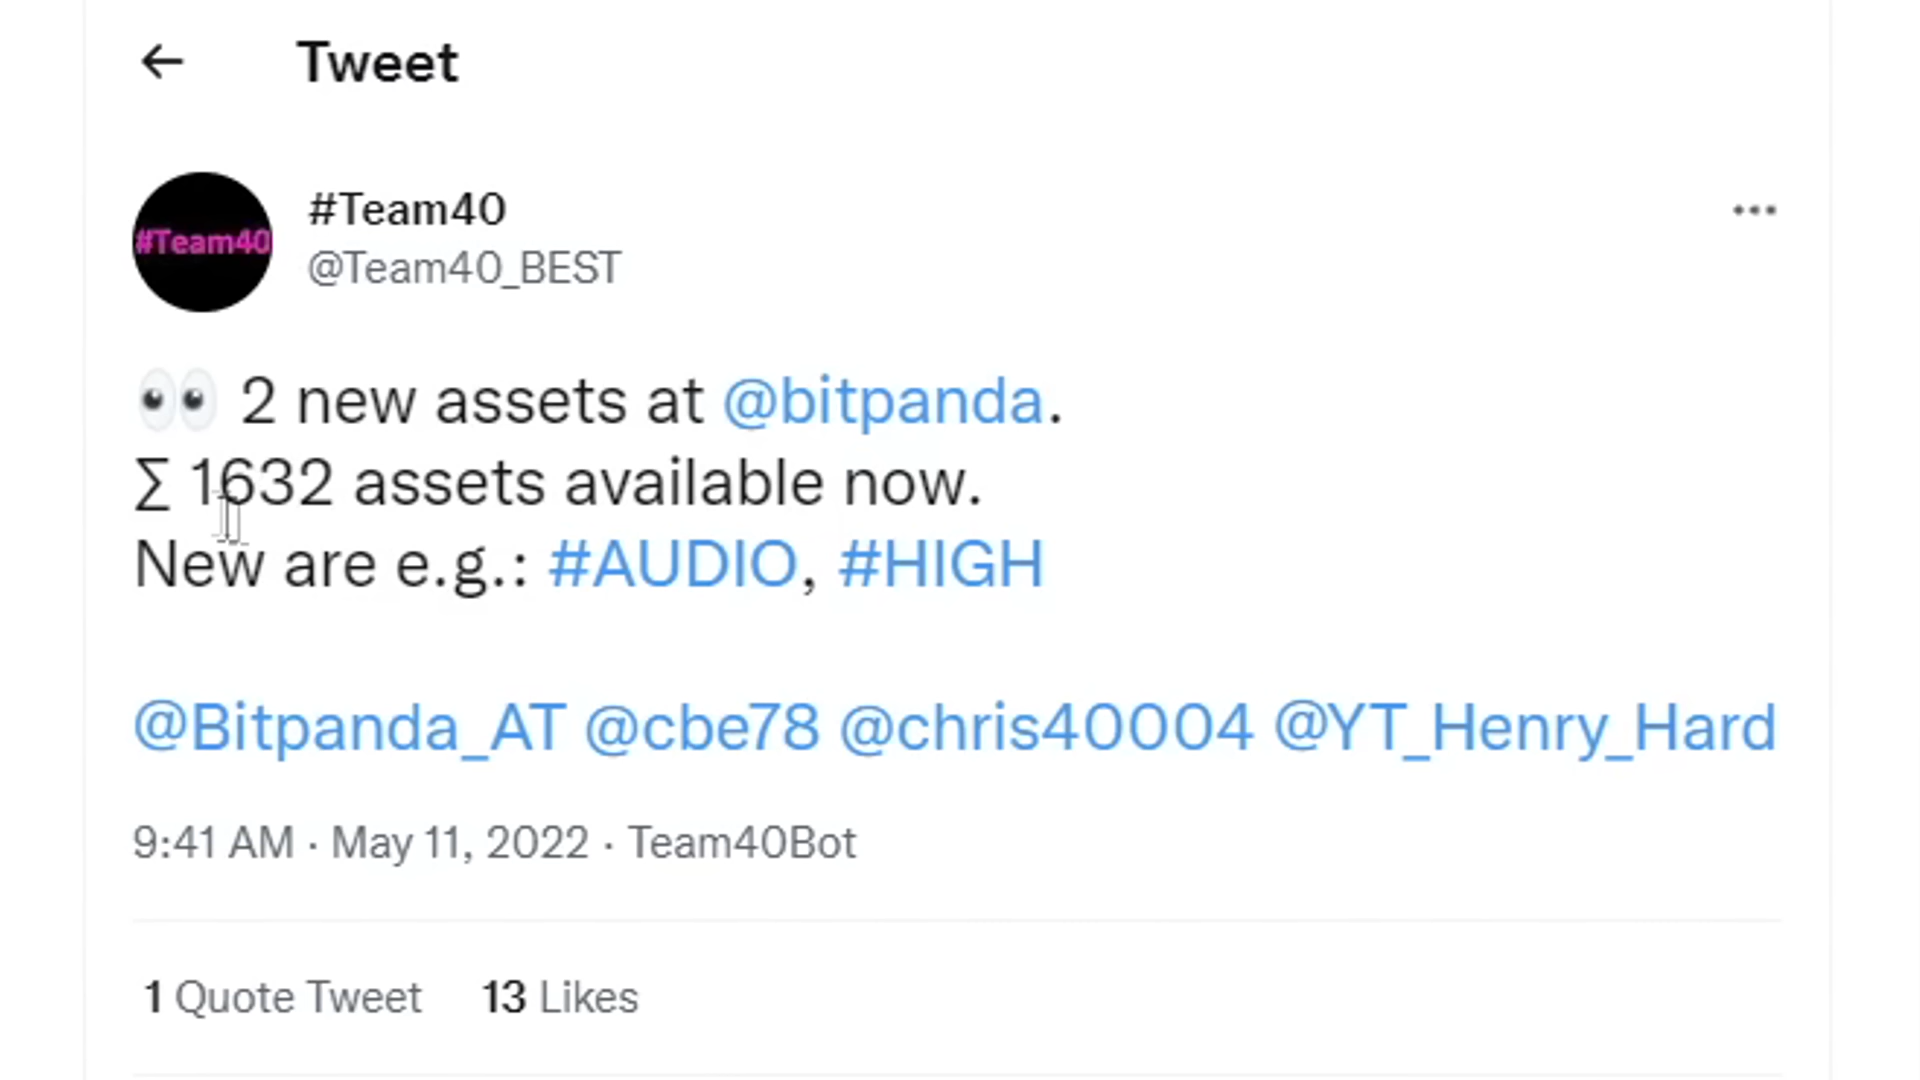 Tweet
#Team40
#Team40
@Team40_BEST
👀 2 new assets at @bitpanda.
∑ 1632 assets available now.
New are e.g.: #AUDIO, #HIGH
@Bitpanda_AT @cbe78 @chris40004 @YT_Henry_Hard
9:41 AM · May 11, 2022 · Team40Bot
1 Quote Tweet 13 Likes